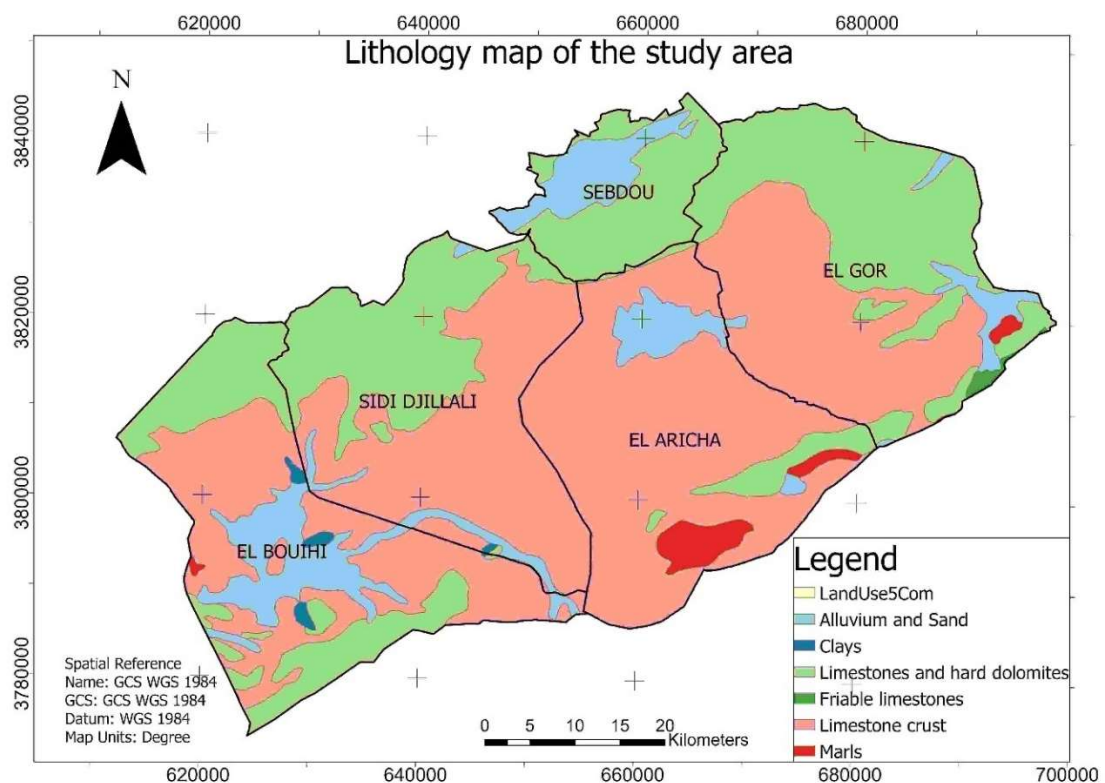 620000 640000 660000 680000
Lithology map of the study area
N
3840000
SEBDOU
EL GOR
3820000
SIDI DJILLALI
EL ARICHA
3800000
EL BOUIHI
Legend
LandUse5Com
Alluvium and Sand
Clays
Limestones and hard dolomites
Friable limestones
Limestone crust
Marls
Spatial Reference
Name: GCS WGS 1984
GCS: GCS WGS 1984
Datum: WGS 1984
Map Units: Degree
3780000
0 5 10 20
Kilometers
620000 640000 660000 680000 700000